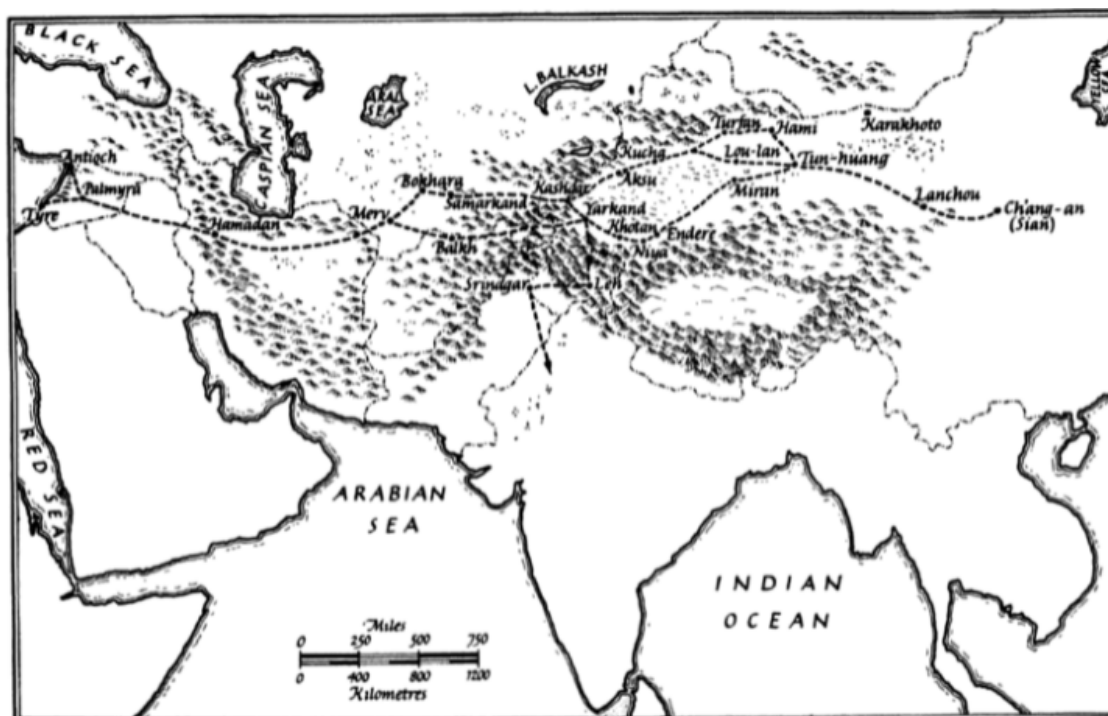 BLACK SEA
CASPIAN SEA
ARAL
SEA
L. BALKASH
YELLOW
SEA
Turfan
Hami
Karakhoto
Antioch
Kucha
Lou-lan
Tun-huang
Palmyra
Bokhara
Kashgar
Aksu
Miran
Lanchou
Samarkand
Yarkand
Tyre
Merv
Khotan
Ch'ang-an
(Sian)
Hamadan
Balkh
Endere
Niya
Srinagar
Leh
RED SEA
ARABIAN
SEA
INDIAN
OCEAN
Miles
0 250 500 750
0 400 800 1200
Kilometres